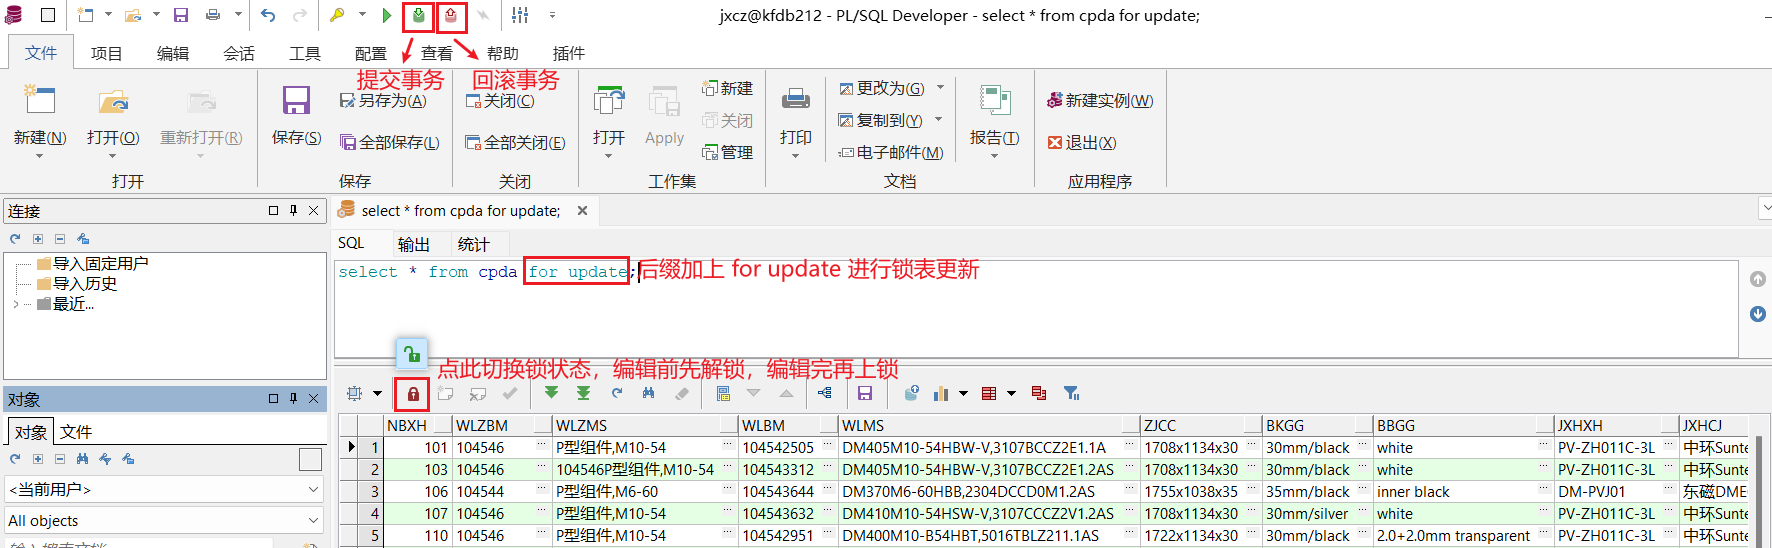 jxcz@kfdb212 - PL/SQL Developer - select * from cpda for update;
文件 项目 编辑 会话 工具 配置 查看 帮助 插件
提交事务 回滚事务
新建(N) 打开(O) 重新打开(R)
打开
保存(S) 另存为(A) 全部保存(L)
保存
关闭(C) 全部关闭(E)
关闭
打开 Apply 新建 关闭 管理
工作集
打印 更改为(G) 复制到(Y) 电子邮件(M) 报告(T)
文档
新建实例(W) 退出(X)
应用程序
连接
导入固定用户
导入历史
最近...
对象
对象 文件
<当前用户>
All objects
select * from cpda for update;
SQL 输出 统计
select * from cpda for update; 后缀加上 for update 进行锁表更新
点此切换锁状态，编辑前先解锁，编辑完再上锁
NBXH WLZBM WLZMS WLBM WLMS ZJCC BKGG BBGG JXHXH JXHCJ
1 101 104546 ... P型组件,M10-54 ... 104542505 ... DM405M10-54HBW-V,3107BCCZ2E1.1A ... 1708x1134x30 ... 30mm/black ... white ... PV-ZH011C-3L ... 中环Sunte
2 103 104546 ... 104546P型组件,M10-54 ... 104543312 ... DM405M10-54HBW-V,3107BCCZ2E1.2AS ... 1708x1134x30 ... 30mm/black ... white ... PV-ZH011C-3L ... 中环Sunte
3 106 104544 ... P型组件,M6-60 ... 104543644 ... DM370M6-60HBB,2304DCCD0M1.2AS ... 1755x1038x35 ... 35mm/black ... inner black ... DM-PVJ01 ... 东磁DME
4 107 104546 ... P型组件,M10-54 ... 104543632 ... DM410M10-54HSW-V,3107CCCZ2V1.2AS ... 1708x1134x30 ... 30mm/silver ... white ... PV-ZH011C-3L ... 中环Sunte
5 110 104546 ... P型组件,M10-54 ... 104542951 ... DM400M10-B54HBT,5016TBLZ211.1AS ... 1722x1134x30 ... 30mm/black ... 2.0+2.0mm transparent ... PV-ZH011C-3L ... 中环Sunte